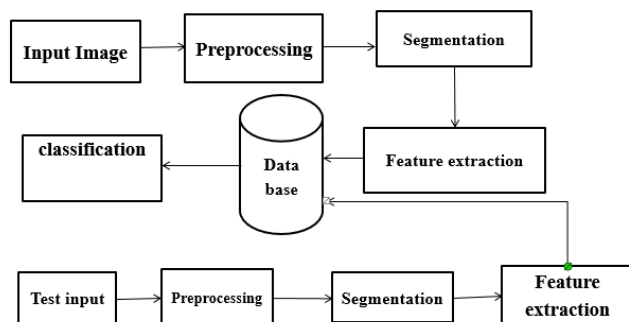 Input Image
Preprocessing
Segmentation
classification
Data
base
Feature extraction
Test input
Preprocessing
Segmentation
Feature
extraction